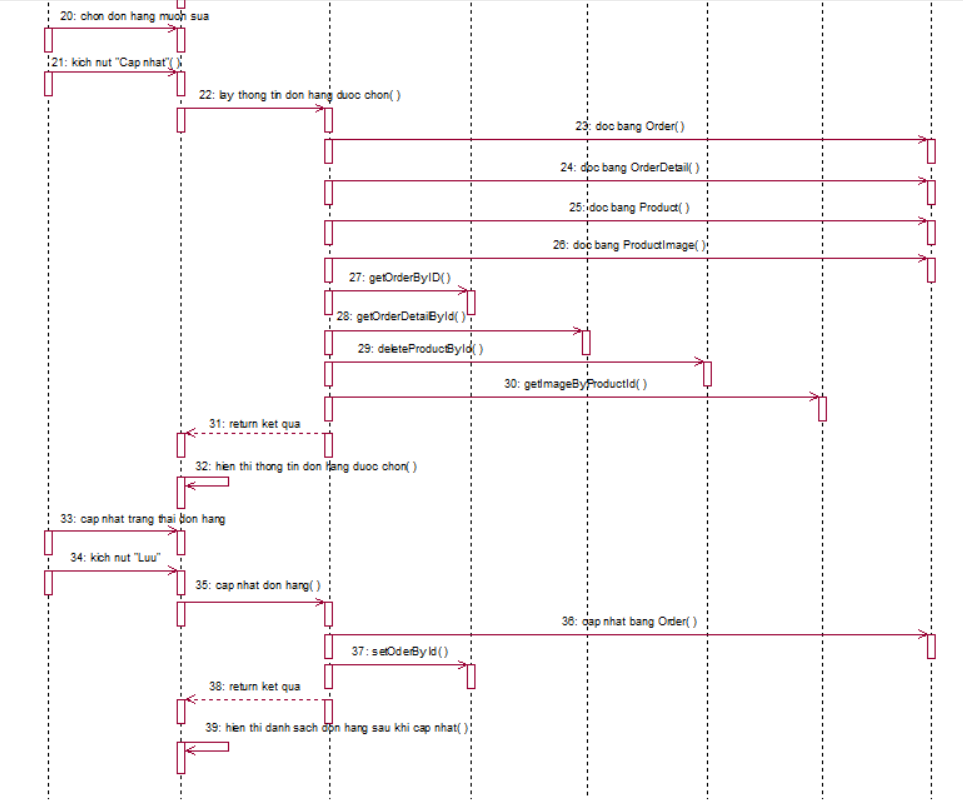 20: chon don hang muon sua
21: kich nut "Cap nhat"( )
22: lay thong tin don hang duoc chon( )
23: doc bang Order( )
24: doc bang OrderDetail( )
25: doc bang Product( )
26: doc bang ProductImage( )
27: getOrderByID( )
28: getOrderDetailById( )
29: deleteProductById( )
30: getImageByProductId( )
31: return ket qua
32: hien thi thong tin don hang duoc chon( )
33: cap nhat trang thai don hang
34: kich nut "Luu"
35: cap nhat don hang( )
36: cap nhat bang Order( )
37: setOderById( )
38: return ket qua
39: hien thi danh sach don hang sau khi cap nhat( )